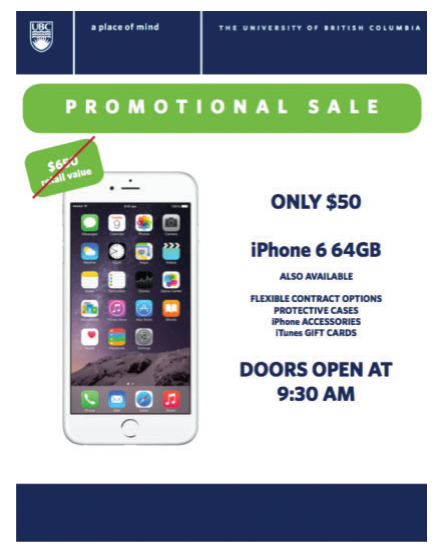 UBC
a place of mind
THE UNIVERSITY OF BRITISH COLUMBIA
PROMOTIONAL SALE
$650
retail value
ONLY $50
iPhone 6 64GB
ALSO AVAILABLE
FLEXIBLE CONTRACT OPTIONS
PROTECTIVE CASES
iPhone ACCESSORIES
iTunes GIFT CARDS
DOORS OPEN AT
9:30 AM